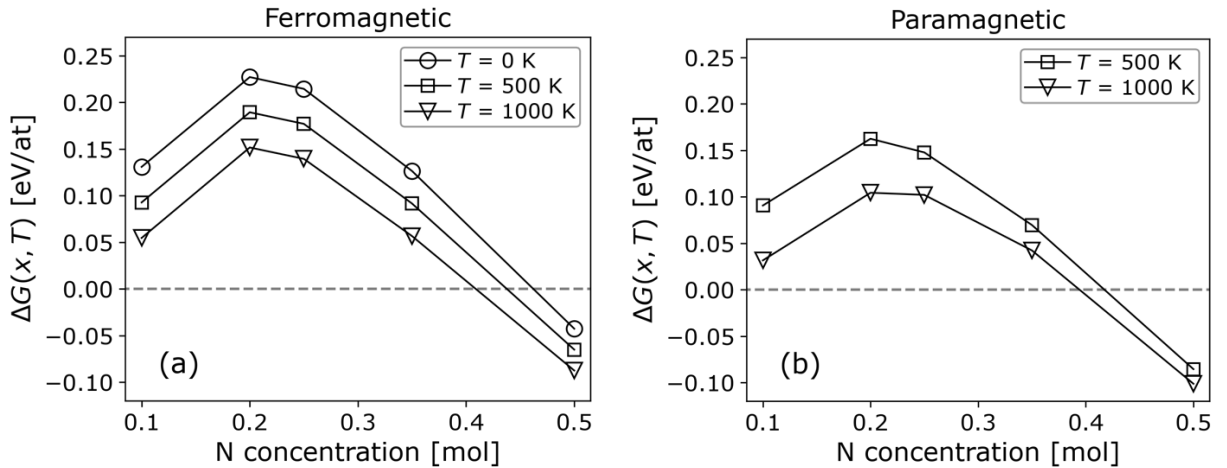 Ferromagnetic
ΔG(x, T) [eV/at]
0.25
0.20
0.15
0.10
0.05
0.00
−0.05
−0.10
T = 0 K
T = 500 K
T = 1000 K
(a)
0.1 0.2 0.3 0.4 0.5
N concentration [mol]
Paramagnetic
ΔG(x, T) [eV/at]
0.25
0.20
0.15
0.10
0.05
0.00
−0.05
−0.10
T = 500 K
T = 1000 K
(b)
0.1 0.2 0.3 0.4 0.5
N concentration [mol]